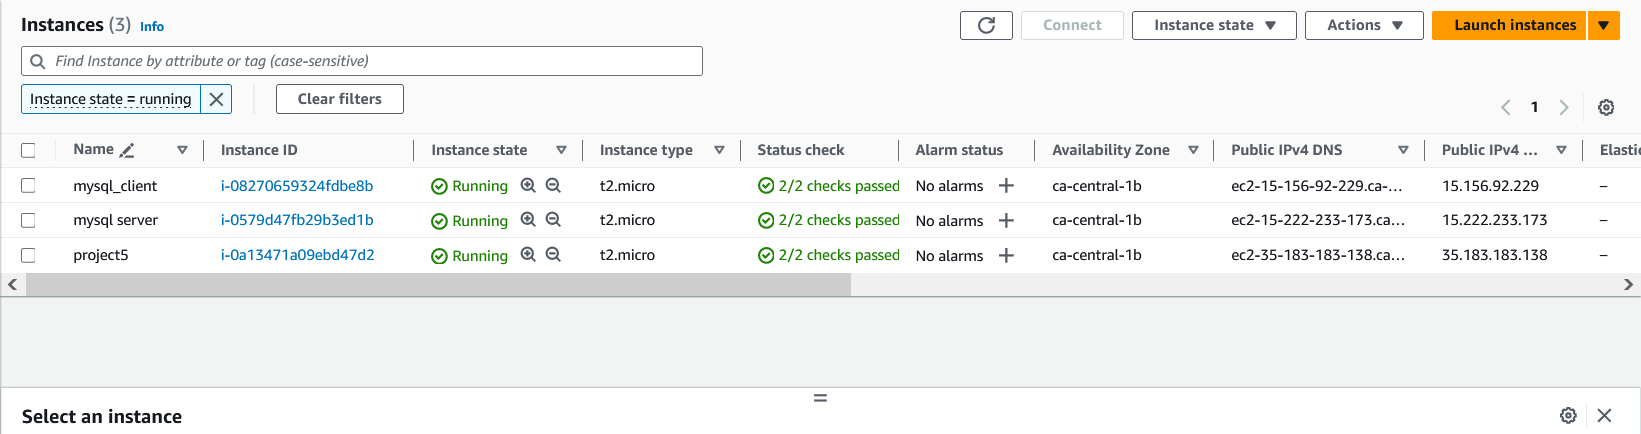 Instances (3) Info
Connect Instance state Actions Launch instances
Find Instance by attribute or tag (case-sensitive)
Instance state = running Clear filters
1
Name Instance ID Instance state Instance type Status check Alarm status Availability Zone Public IPv4 DNS Public IPv4 ... Elastic
mysql_client i-08270659324fdbe8b Running t2.micro 2/2 checks passed No alarms + ca-central-1b ec2-15-156-92-229.ca-... 15.156.92.229 –
mysql server i-0579d47fb29b3ed1b Running t2.micro 2/2 checks passed No alarms + ca-central-1b ec2-15-222-233-173.ca... 15.222.233.173 –
project5 i-0a13471a09ebd47d2 Running t2.micro 2/2 checks passed No alarms + ca-central-1b ec2-35-183-183-138.ca... 35.183.183.138 –
Select an instance